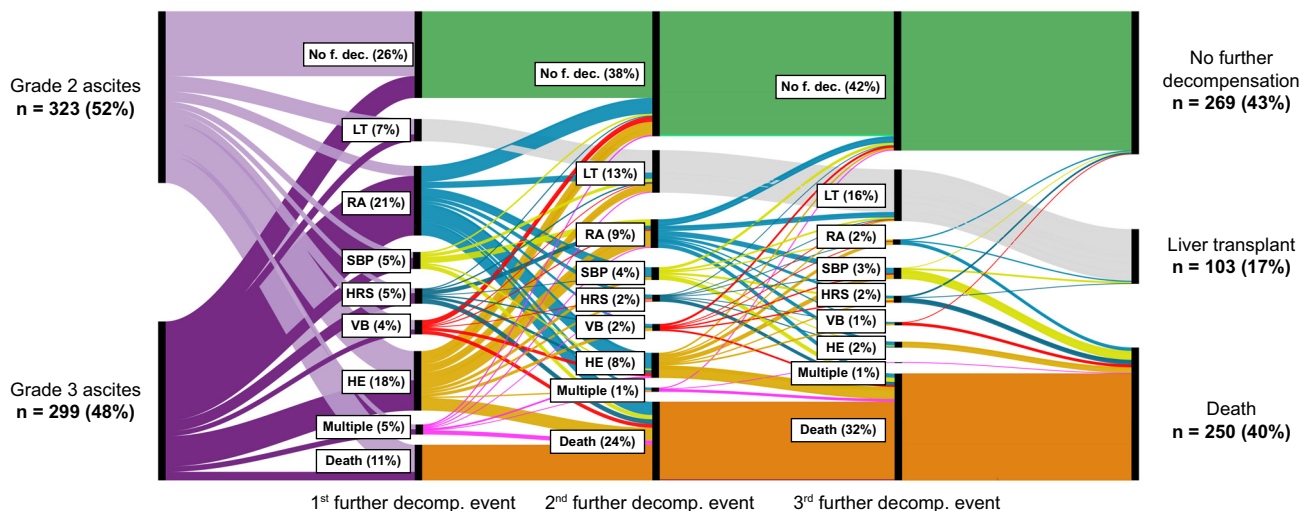 Grade 2 ascites
n = 323 (52%)
Grade 3 ascites
n = 299 (48%)
No f. dec. (26%)
LT (7%)
RA (21%)
SBP (5%)
HRS (5%)
VB (4%)
HE (18%)
Multiple (5%)
Death (11%)
1st further decomp. event
No f. dec. (38%)
LT (13%)
RA (9%)
SBP (4%)
HRS (2%)
VB (2%)
HE (8%)
Multiple (1%)
Death (24%)
2nd further decomp. event
No f. dec. (42%)
LT (16%)
RA (2%)
SBP (3%)
HRS (2%)
VB (1%)
HE (2%)
Multiple (1%)
Death (32%)
3rd further decomp. event
No further
decompensation
n = 269 (43%)
Liver transplant
n = 103 (17%)
Death
n = 250 (40%)